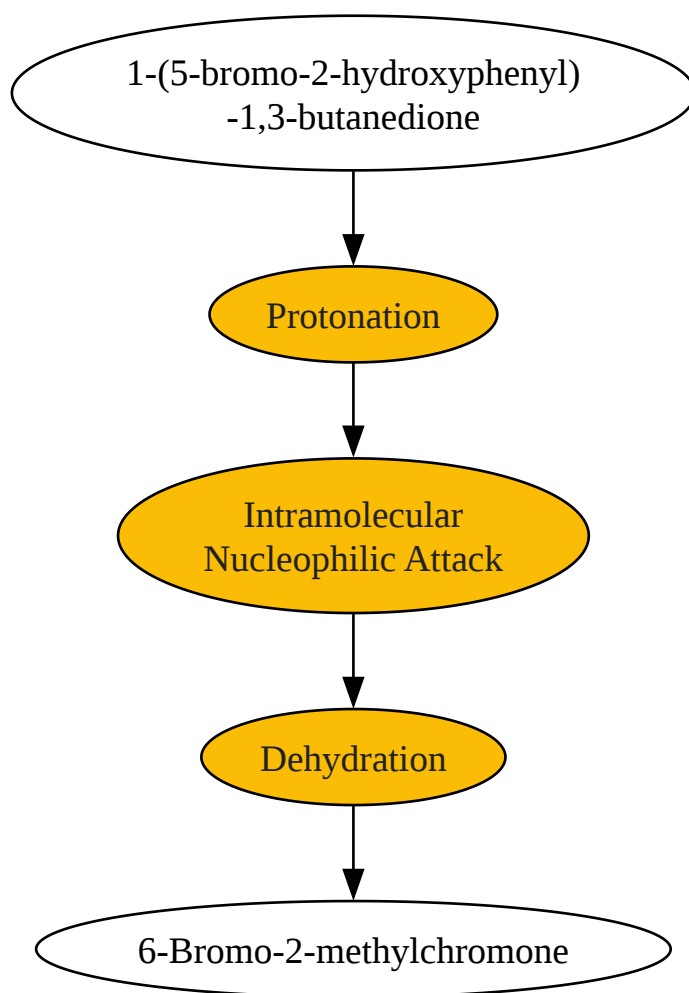 1-(5-bromo-2-hydroxyphenyl)
-1,3-butanedione
Protonation
Intramolecular
Nucleophilic Attack
Dehydration
6-Bromo-2-methylchromone